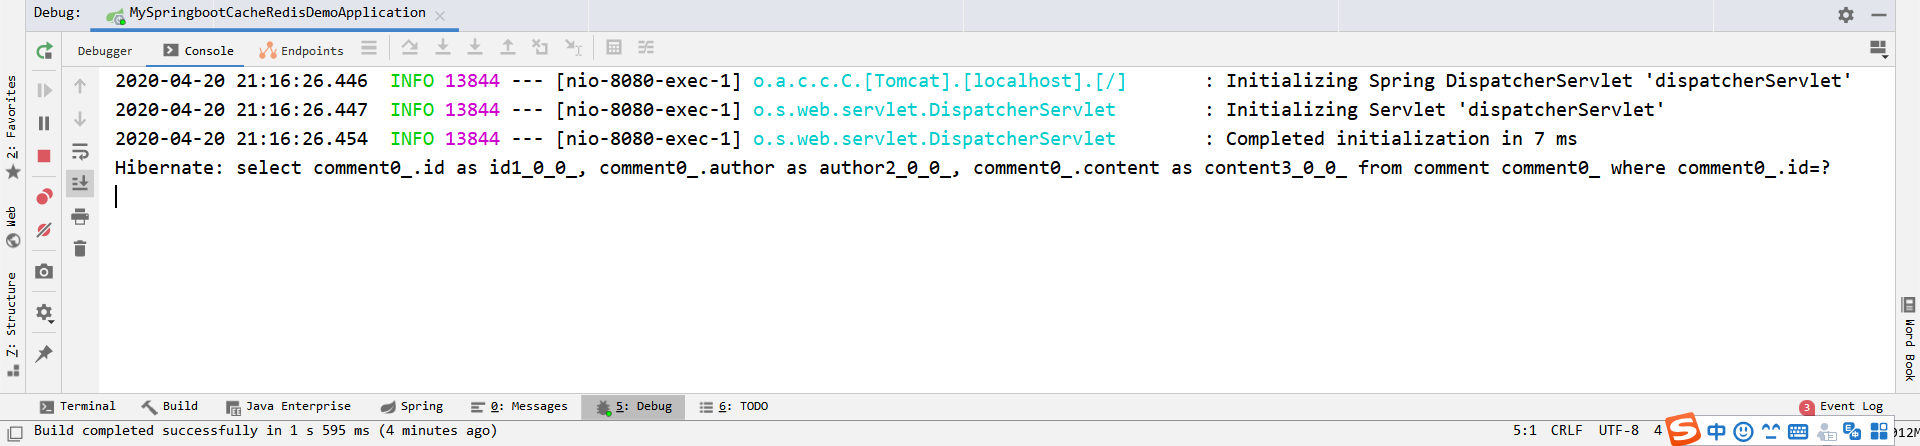 Debug: MySpringbootCacheRedisDemoApplication
Debugger Console Endpoints
2020-04-20 21:16:26.446  INFO 13844 --- [nio-8080-exec-1] o.a.c.c.C.[Tomcat].[localhost].[/]       : Initializing Spring DispatcherServlet 'dispatcherServlet'
2020-04-20 21:16:26.447  INFO 13844 --- [nio-8080-exec-1] o.s.web.servlet.DispatcherServlet        : Initializing Servlet 'dispatcherServlet'
2020-04-20 21:16:26.454  INFO 13844 --- [nio-8080-exec-1] o.s.web.servlet.DispatcherServlet        : Completed initialization in 7 ms
Hibernate: select comment0_.id as id1_0_0_, comment0_.author as author2_0_0_, comment0_.content as content3_0_0_ from comment comment0_ where comment0_.id=?
2: Favorites
Web
Z: Structure
Word Book
Terminal Build Java Enterprise Spring 0: Messages 5: Debug 6: TODO 3 Event Log
Build completed successfully in 1 s 595 ms (4 minutes ago) 5:1 CRLF UTF-8 4 S 中